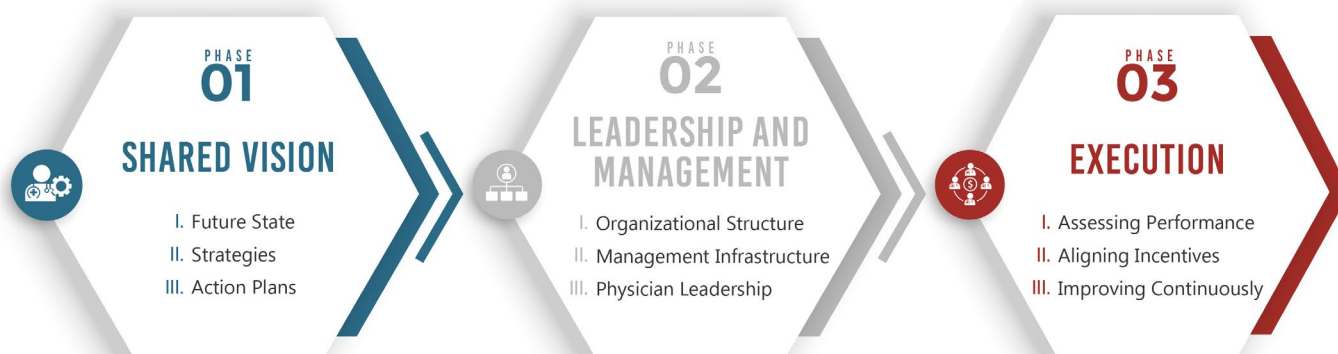 PHASE
01
SHARED VISION
I. Future State
II. Strategies
III. Action Plans
PHASE
02
LEADERSHIP AND
MANAGEMENT
I. Organizational Structure
II. Management Infrastructure
III. Physician Leadership
PHASE
03
EXECUTION
I. Assessing Performance
II. Aligning Incentives
III. Improving Continuously